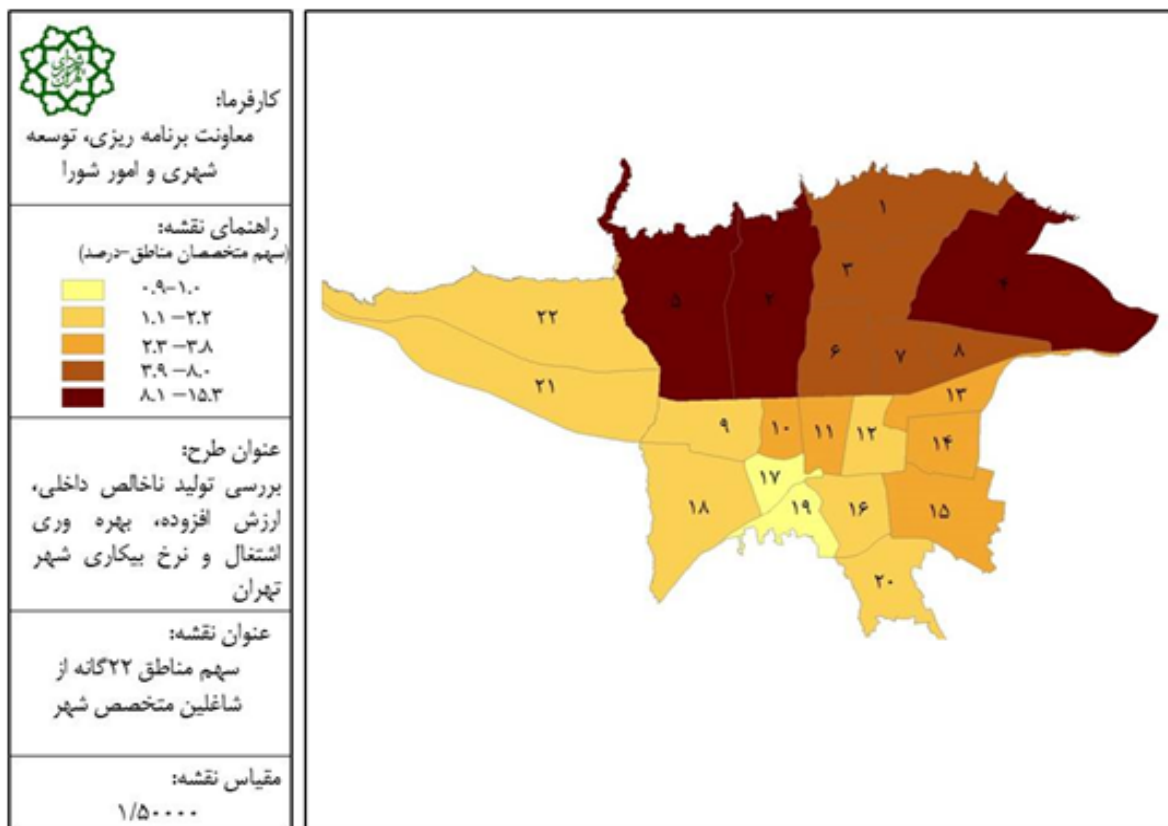 کارفرما:
معاونت برنامه ریزی، توسعه
شهری و امور شورا
راهنمای نقشه:
(سهم متخصصان مناطق-درصد)
۰.۹-۱.۰
۱.۱-۲.۲
۲.۳-۳.۸
۳.۹-۸.۰
۸.۱-۱۵.۳
عنوان طرح:
بررسی تولید ناخالص داخلی،
ارزش افزوده، بهره وری
اشتغال و نرخ بیکاری شهر
تهران
عنوان نقشه:
سهم مناطق ۲۲گانه از
شاغلین متخصص شهر
مقیاس نقشه:
۱/۵۰۰۰۰
۱
۳
۴
۵
۲
۶
۷
۸
۲۲
۲۱
۹
۱۰
۱۱
۱۲
۱۳
۱۴
۱۷
۱۸
۱۹
۱۶
۱۵
۲۰